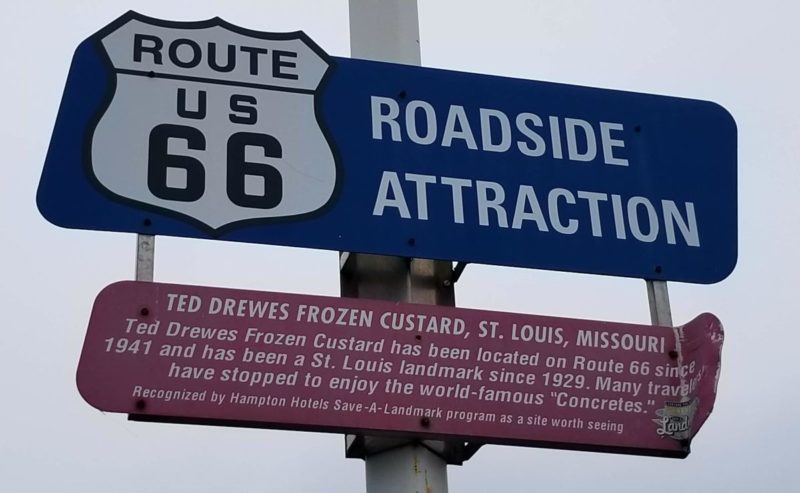 ROUTE
US
66
ROADSIDE
ATTRACTION
TED DREWES FROZEN CUSTARD, ST. LOUIS, MISSOURI
Ted Drewes Frozen Custard has been located on Route 66 since
1941 and has been a St. Louis landmark since 1929. Many
have stopped to enjoy the world-famous "Concretes."
Recognized by Hampton Hotels Save-A-Landmark program as a site worth seeing
Land